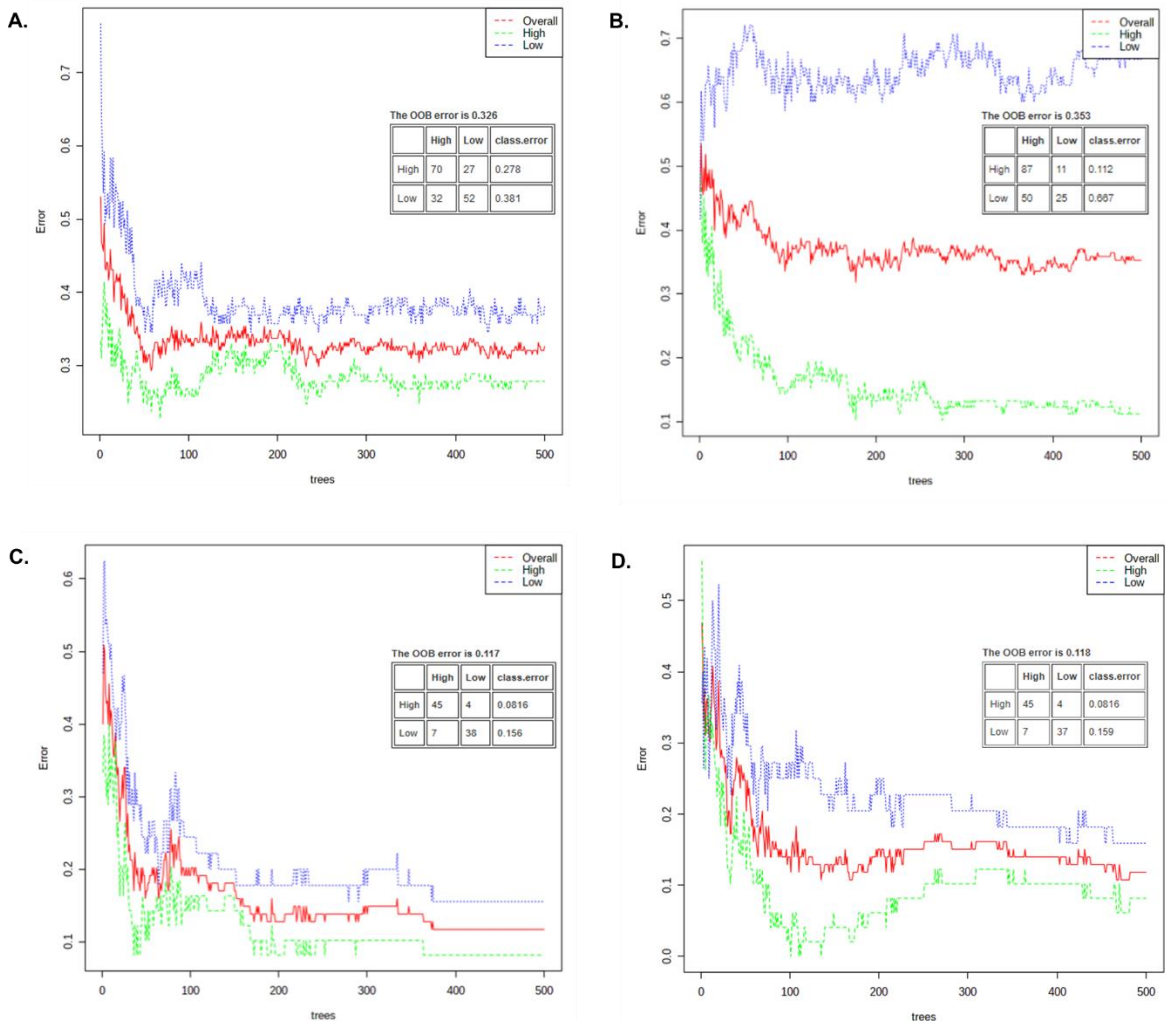 A.
Overall
High
Low
The OOB error is 0.326
High Low class.error
High 70 27 0.278
Low 32 52 0.381
Error
0.3 0.4 0.5 0.6 0.7
0 100 200 300 400 500
trees
B.
Overall
High
Low
The OOB error is 0.353
High Low class.error
High 87 11 0.112
Low 50 25 0.667
Error
0.1 0.2 0.3 0.4 0.5 0.6 0.7
0 100 200 300 400 500
trees
C.
Overall
High
Low
The OOB error is 0.117
High Low class.error
High 45 4 0.0816
Low 7 38 0.156
Error
0.1 0.2 0.3 0.4 0.5 0.6
0 100 200 300 400 500
trees
D.
Overall
High
Low
The OOB error is 0.118
High Low class.error
High 45 4 0.0816
Low 7 37 0.159
Error
0.0 0.1 0.2 0.3 0.4 0.5
0 100 200 300 400 500
trees